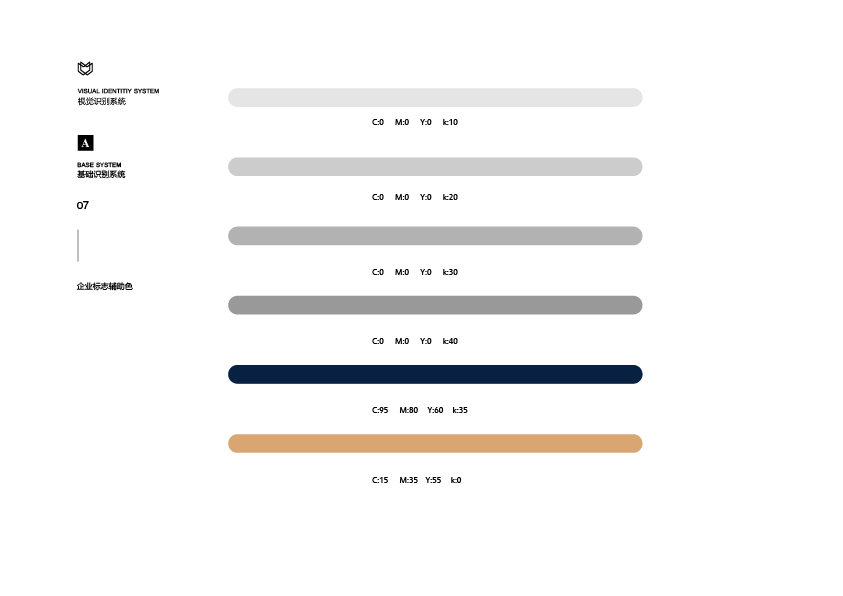 VISUAL IDENTITIY SYSTEM
视觉识别系统
A
BASE SYSTEM
基础识别系统
07
企业标志辅助色
C:0 M:0 Y:0 k:10
C:0 M:0 Y:0 k:20
C:0 M:0 Y:0 k:30
C:0 M:0 Y:0 k:40
C:95 M:80 Y:60 k:35
C:15 M:35 Y:55 k:0